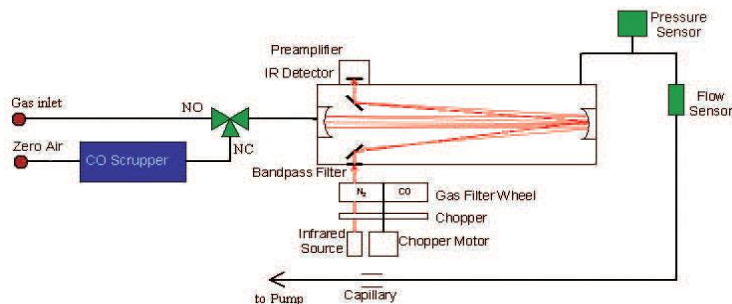 Pressure
Sensor
Preamplifier
IR Detector
Gas inlet
NO
Flow
Sensor
Zero Air
CO Scrupper
NC
Bandpass Filter
N₂
CO
Gas Filter Wheel
Chopper
Infrared
Source
Chopper Motor
to Pump
Capillary